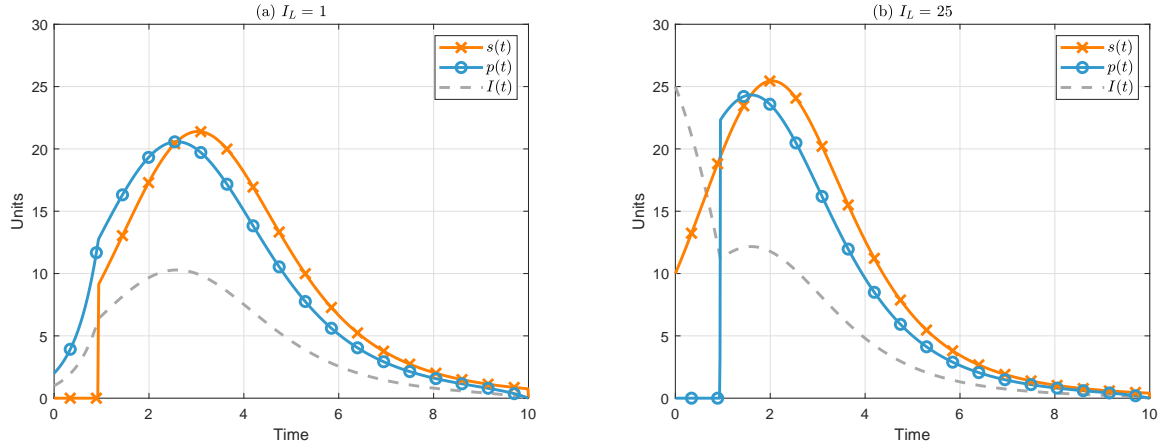 (a) I_L = 1
30
25
20
15
10
5
0
Units
s(t)
p(t)
I(t)
0 2 4 6 8 10
Time
(b) I_L = 25
30
25
20
15
10
5
0
Units
s(t)
p(t)
I(t)
0 2 4 6 8 10
Time